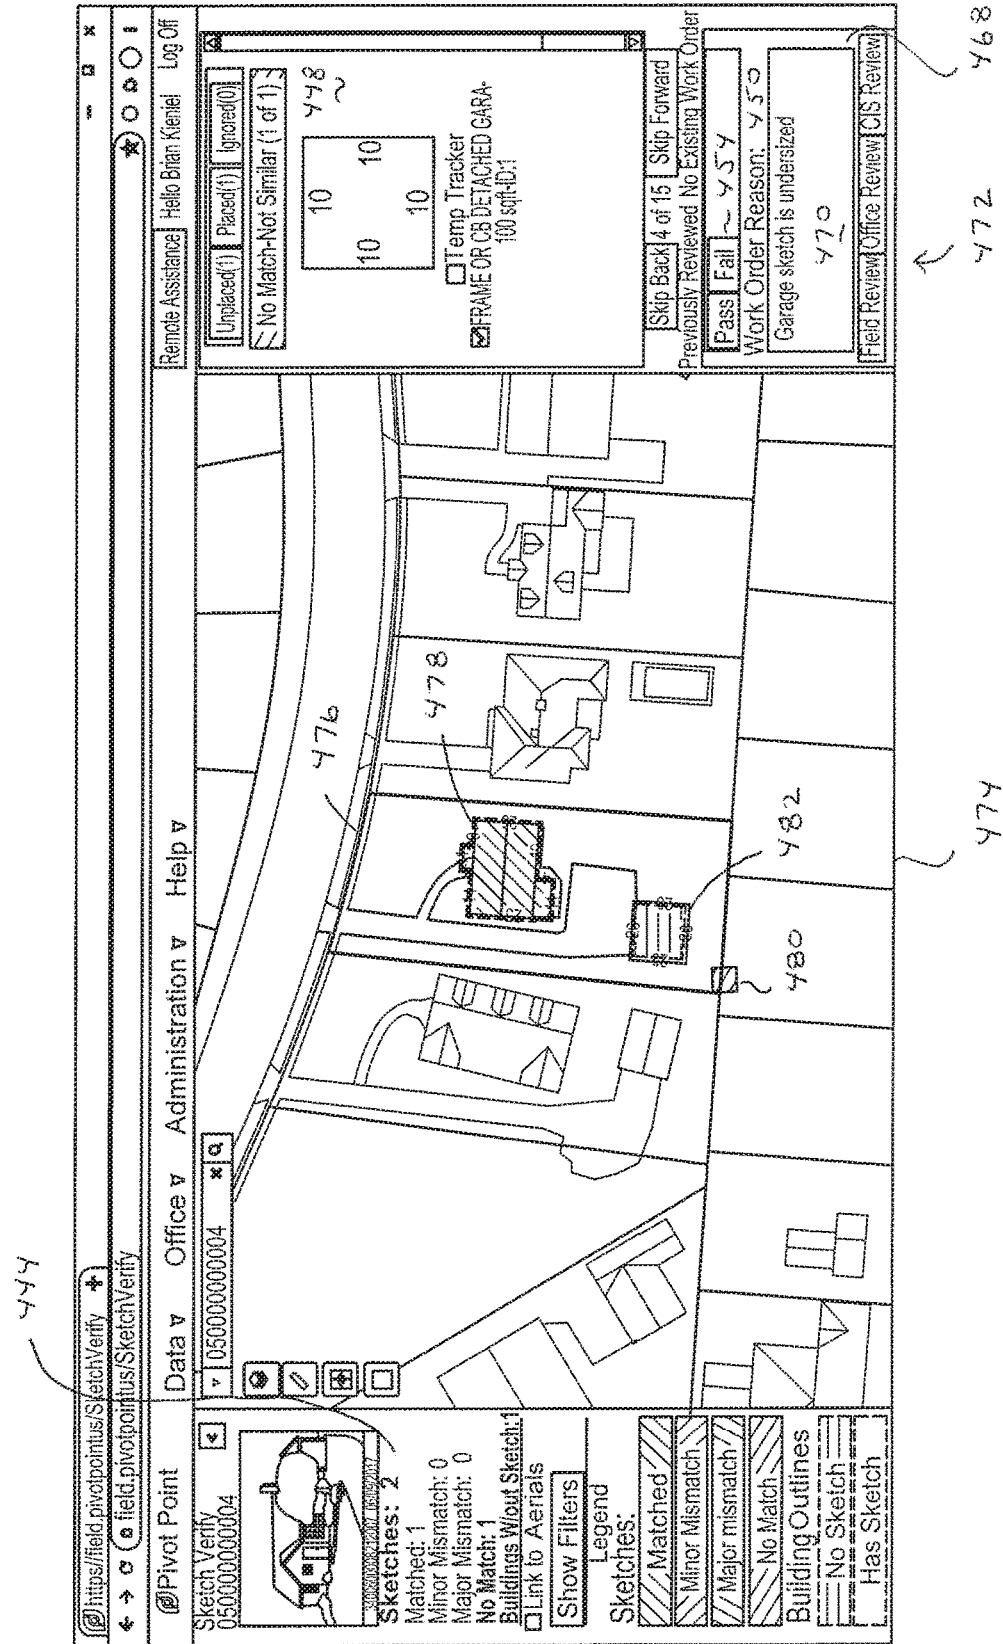 https/field.pivotpointus/SketchVerify
field.pivotpointus/SketchVerify
Pivot Point
Data
Office
Administration
Help
Remote Assistance
Hello Brian Kieniel
Log Off
Sketch Verify
05000000004
Sketches: 2
Matched: 1
Minor Mismatch: 0
Major Mismatch: 0
No Match: 1
Buildings W/out Sketch:1
Link to Aerials
Show Filters
Legend
Sketches:
Matched
Minor Mismatch
Major mismatch
No Match
Building Outlines
No Sketch
Has Sketch
05000000004
444
476
478
480
482
474
Unplaced(1)
Placed(1)
Ignored(0)
No Match-Not Similar (1 of 1)
448
10
10
10
10
Temp Tracker
FRAME OR CB DETACHED GARA-
100 sqft-ID:1
Skip Back
4 of 15
Skip Forward
Previously Reviewed No Existing Work Order
Pass
Fail
454
Work Order Reason: 450
Garage sketch is undersized
470
Field Review
Office Review
CIS Review
468
472